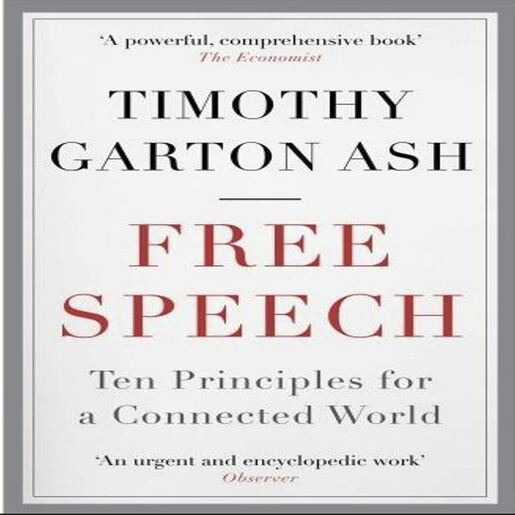 ‘A powerful, comprehensive book’
The Economist
TIMOTHY
GARTON ASH
FREE
SPEECH
Ten Principles for
a Connected World
‘An urgent and encyclopedic work’
Observer